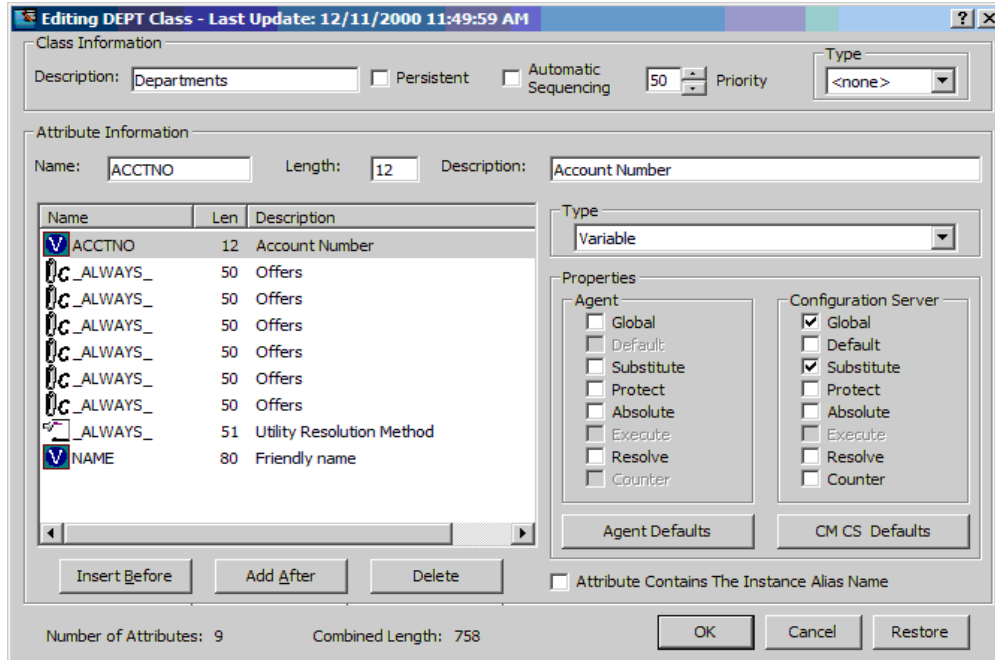 Editing DEPT Class - Last Update: 12/11/2000 11:49:59 AM
Class Information
Description: Departments Persistent Automatic Sequencing 50 Priority Type <none>
Attribute Information
Name: ACCTNO Length: 12 Description: Account Number
Name Len Description
ACCTNO 12 Account Number
_ALWAYS_ 50 Offers
_ALWAYS_ 50 Offers
_ALWAYS_ 50 Offers
_ALWAYS_ 50 Offers
_ALWAYS_ 50 Offers
_ALWAYS_ 50 Offers
_ALWAYS_ 51 Utility Resolution Method
NAME 80 Friendly name
Insert Before Add After Delete
Type
Variable
Properties
Agent
Global
Default
Substitute
Protect
Absolute
Execute
Resolve
Counter
Agent Defaults
Configuration Server
Global
Default
Substitute
Protect
Absolute
Execute
Resolve
Counter
CM CS Defaults
Attribute Contains The Instance Alias Name
Number of Attributes: 9 Combined Length: 758
OK Cancel Restore